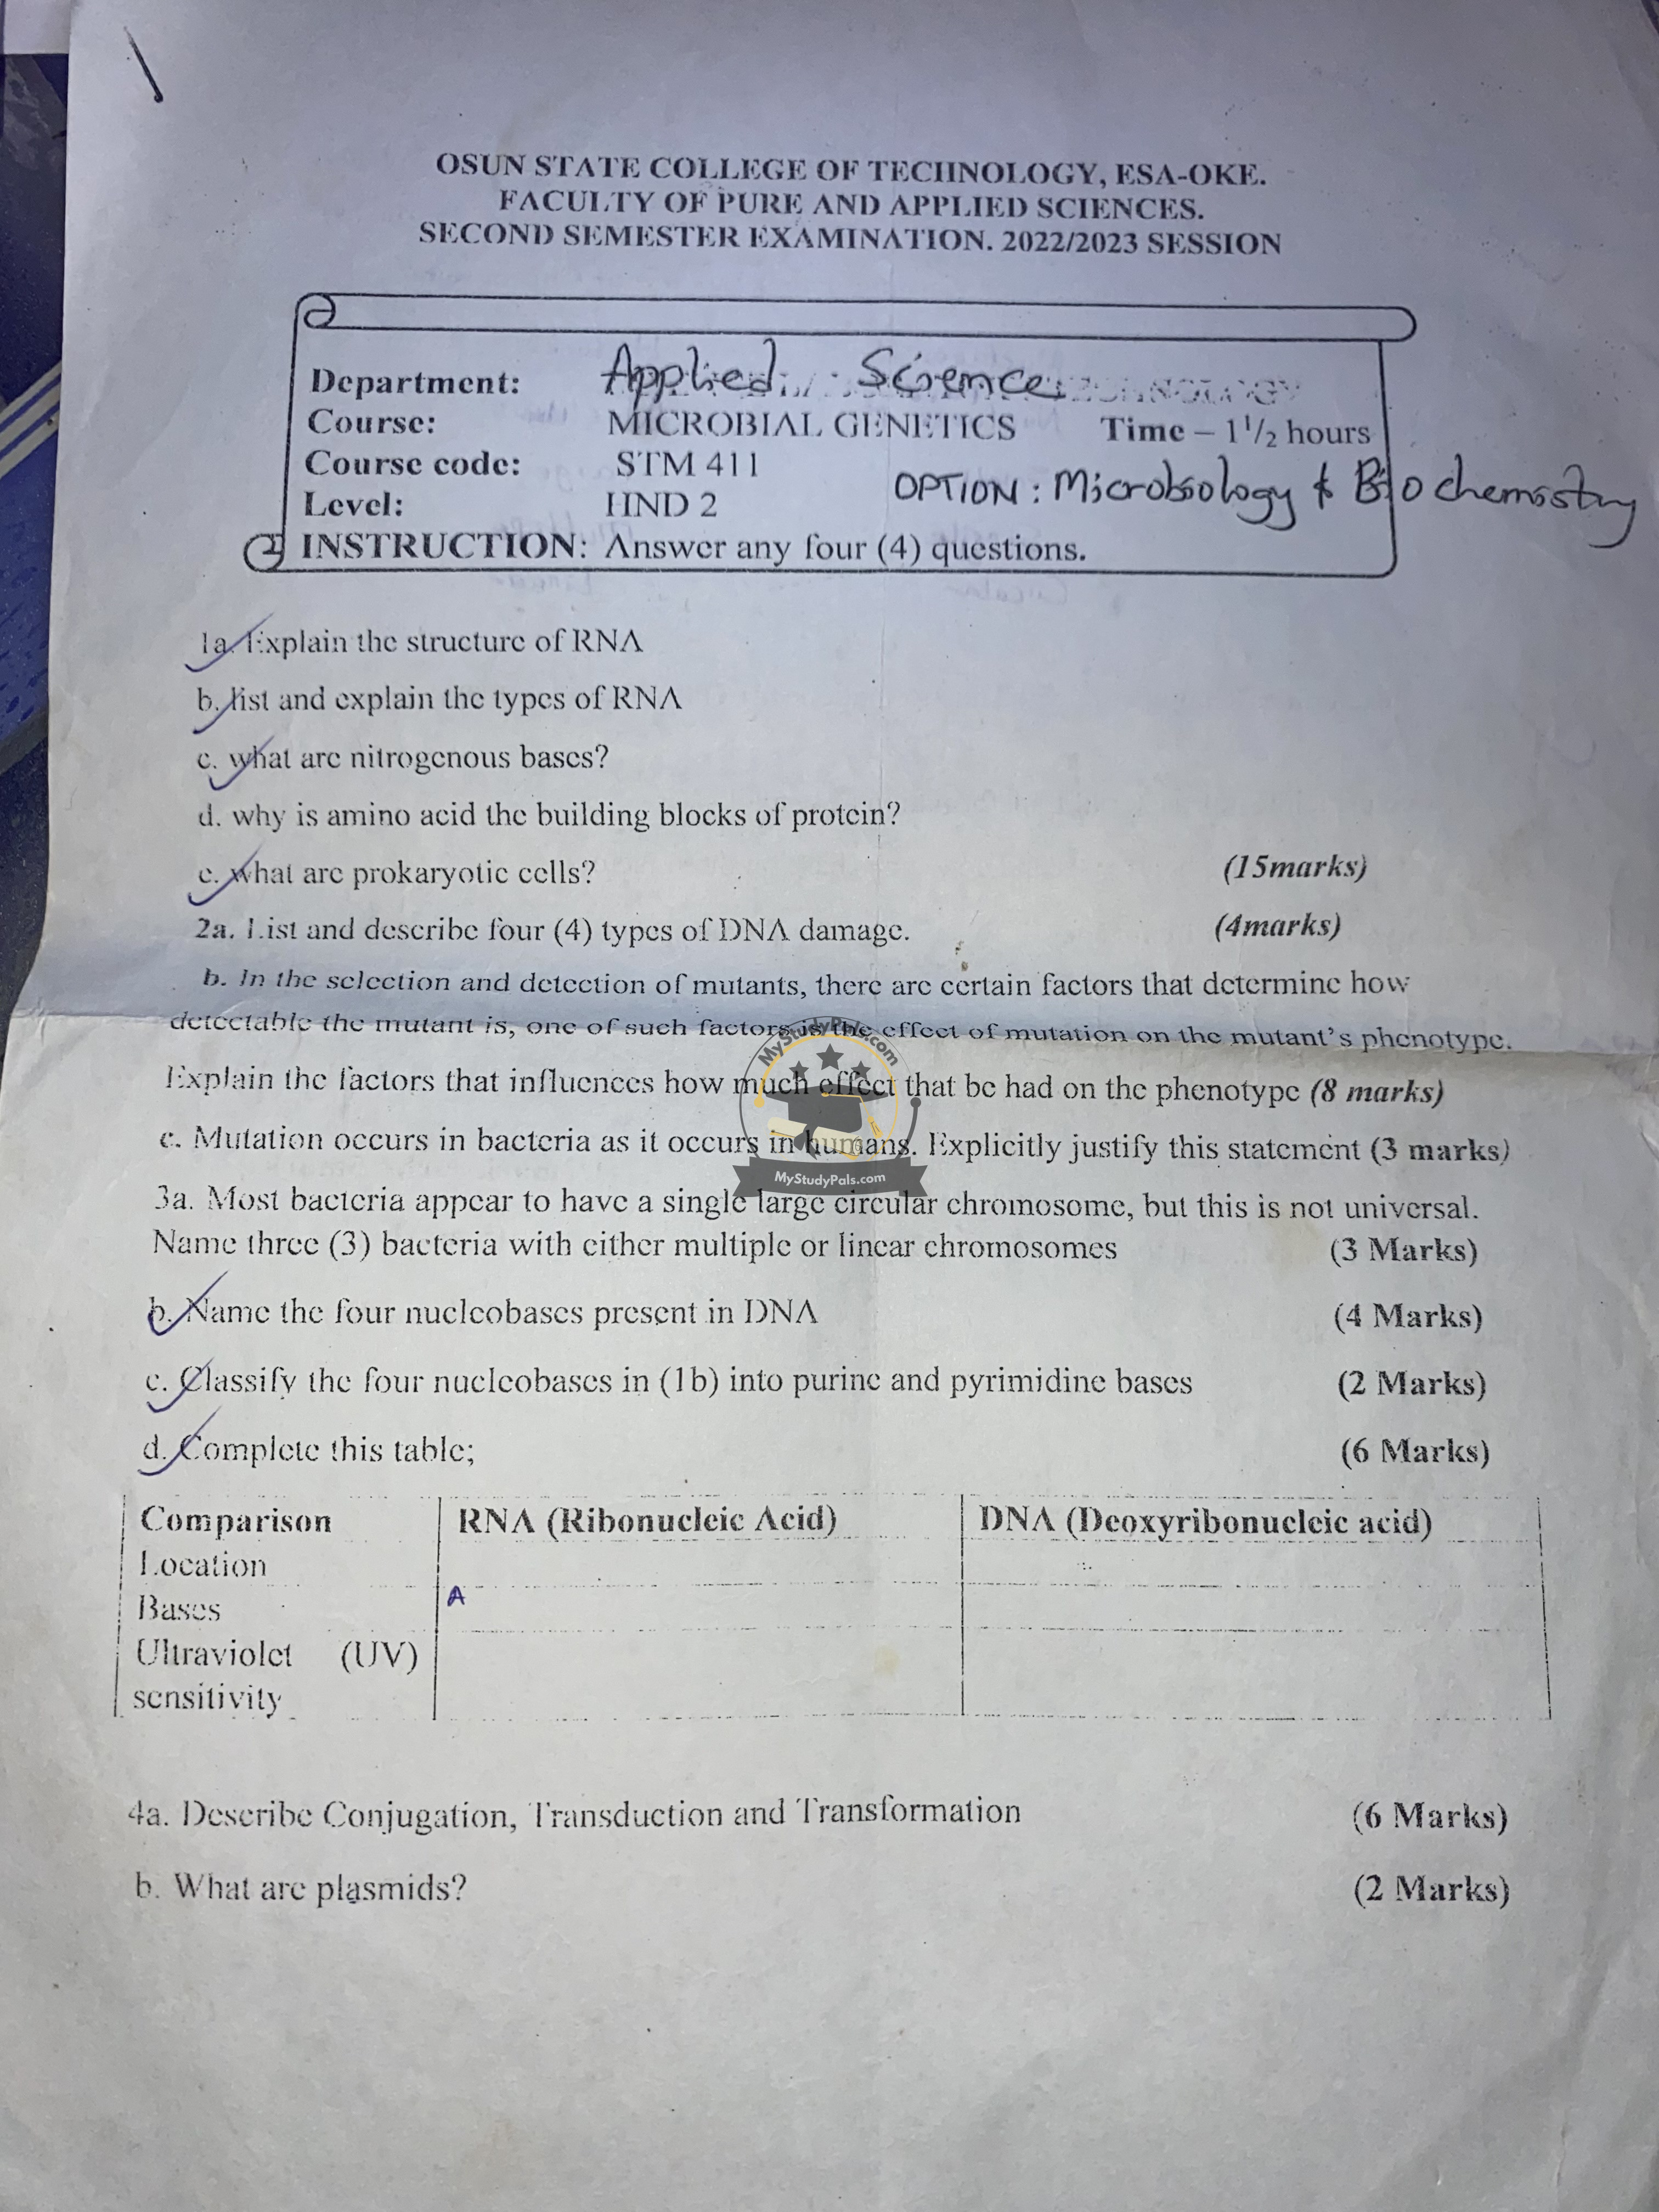 OSUN STATE COLLEGE OF TECHNOLOGY, ESA-OKE.
FACULTY OF PURE AND APPLIED SCIENCES.
SECOND SEMESTER EXAMINATION. 2022/2023 SESSION
Department: Applied Science
Course: MICROBIAL GENETICS Time – 1 1/2 hours
Course code: STM 411
OPTION: Microbiology & Biochemistry
Level: HND 2
INSTRUCTION: Answer any four (4) questions.
1a. Explain the structure of RNA
b. list and explain the types of RNA
c. what are nitrogenous bases?
d. why is amino acid the building blocks of protein?
e. what are prokaryotic cells? (15marks)
2a. List and describe four (4) types of DNA damage. (4marks)
b. In the selection and detection of mutants, there are certain factors that determine how
detectable the mutant is, one of such factors is the effect of mutation on the mutant's phenotype.
Explain the factors that influences how much effect that be had on the phenotype (8 marks)
c. Mutation occurs in bacteria as it occurs in humans. Explicitly justify this statement (3 marks)
3a. Most bacteria appear to have a single large circular chromosome, but this is not universal.
Name three (3) bacteria with either multiple or linear chromosomes (3 Marks)
b. Name the four nucleobases present in DNA (4 Marks)
c. Classify the four nucleobases in (1b) into purine and pyrimidine bases (2 Marks)
d. Complete this table; (6 Marks)
Comparison RNA (Ribonucleic Acid) DNA (Deoxyribonucleic acid)
Location
Bases A
Ultraviolet (UV)
sensitivity
4a. Describe Conjugation, Transduction and Transformation (6 Marks)
b. What are plasmids? (2 Marks)
MyStudyPals.com
MyStudyPals.com